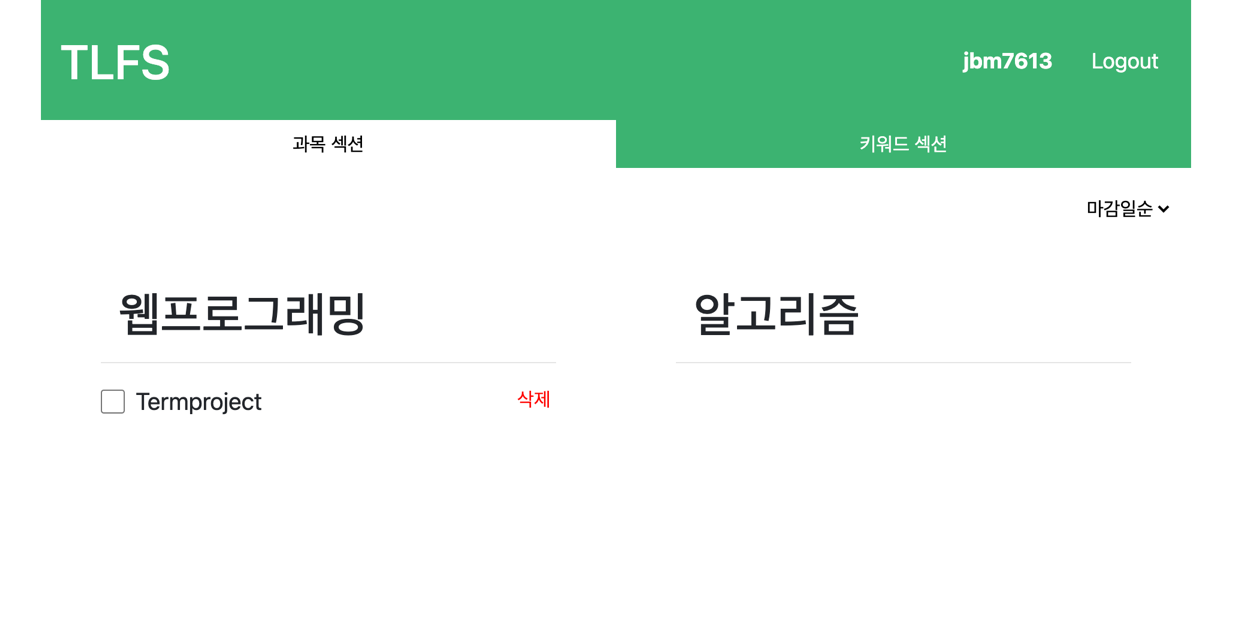 TLFS
jbm7613 Logout
과목 섹션
키워드 섹션
마감일순
웹프로그래밍
Termproject 삭제
알고리즘